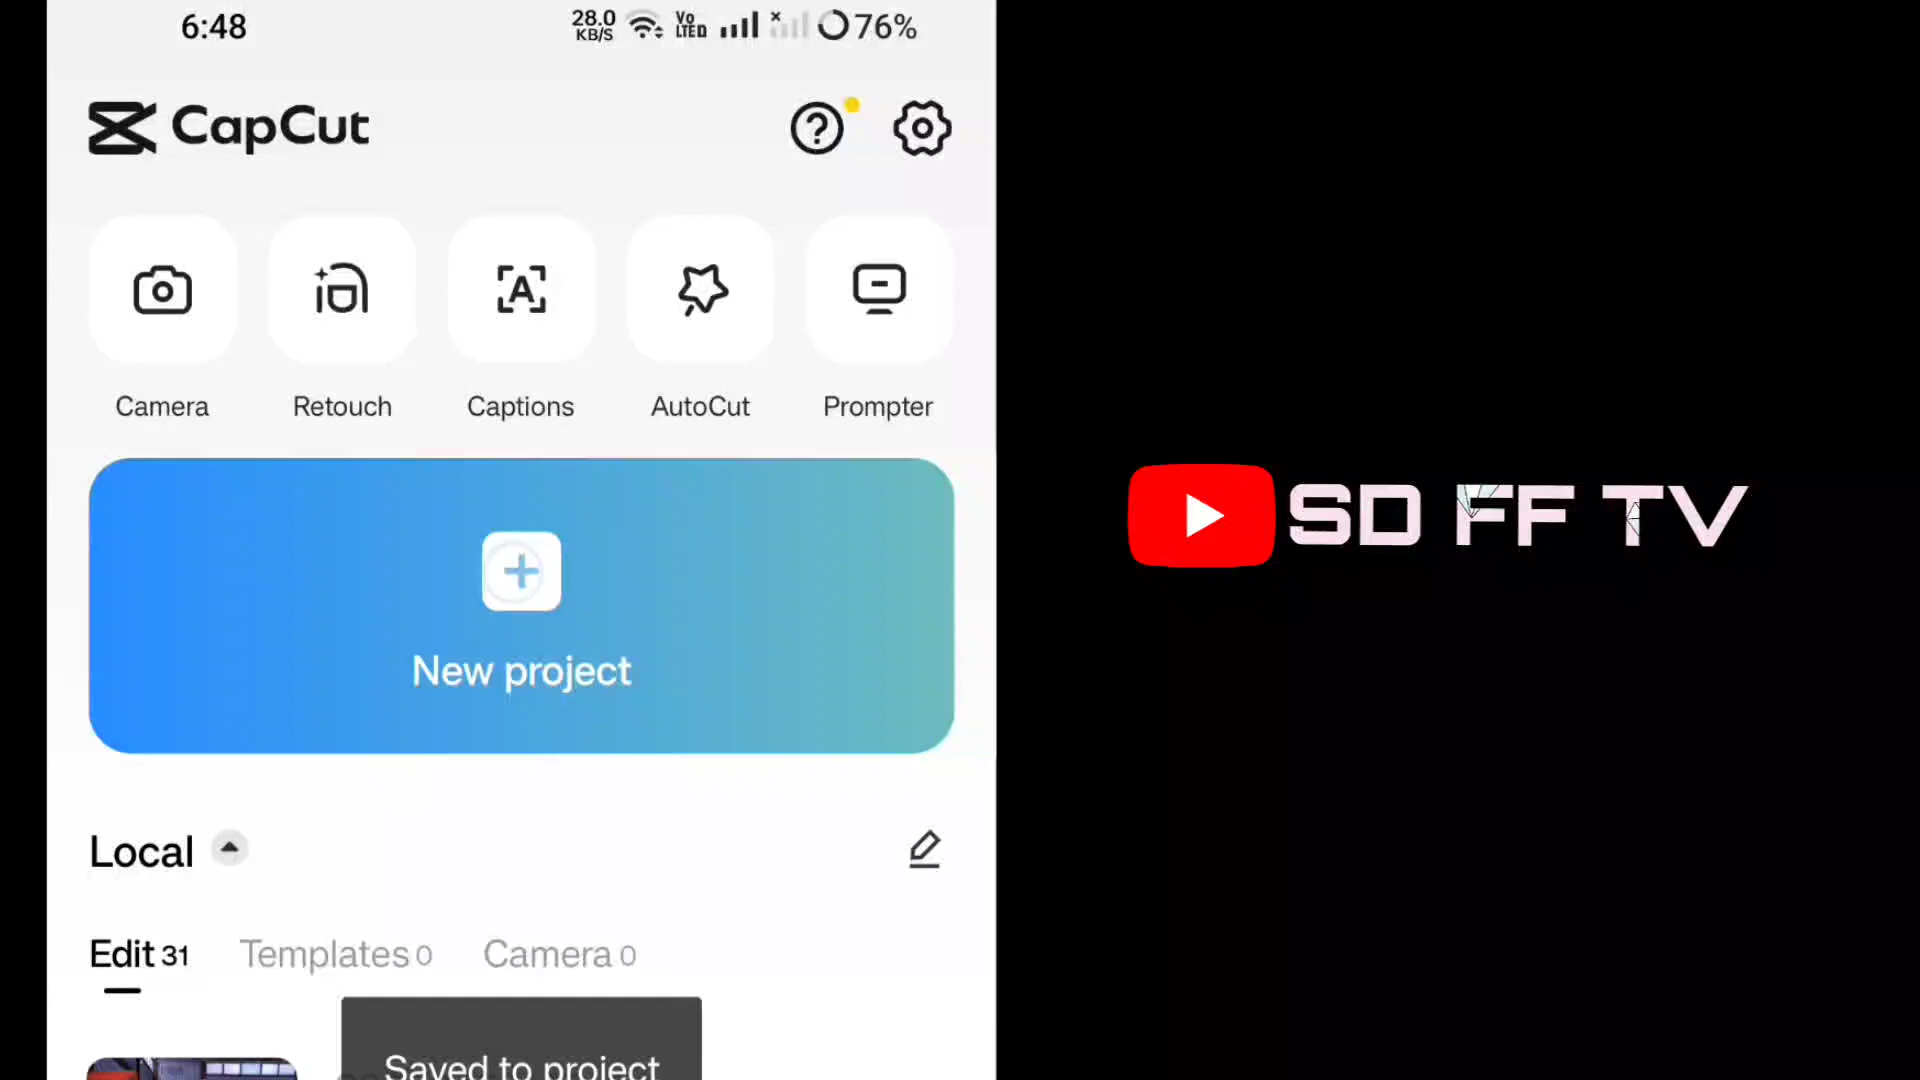 6:48
28.0
KB/S
Vo
LTED
76%
CapCut
Camera
Retouch
Captions
AutoCut
Prompter
New project
Local
Edit 31
Templates 0
Camera 0
Saved to project
SD FF TV